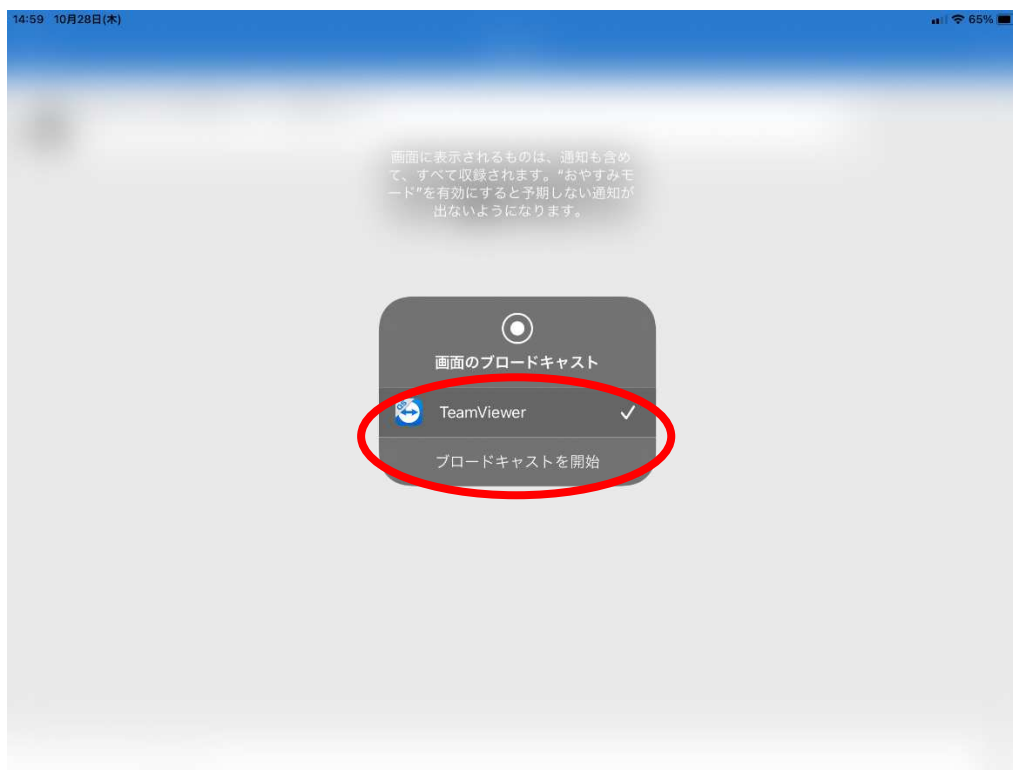 14:59 10月28日(木) 65%
画面に表示されるものは、通知も含め
て、すべて収録されます。“おやすみモ
ード”を有効にすると予期しない通知が
出ないようになります。
画面のブロードキャスト
TeamViewer
ブロードキャストを開始